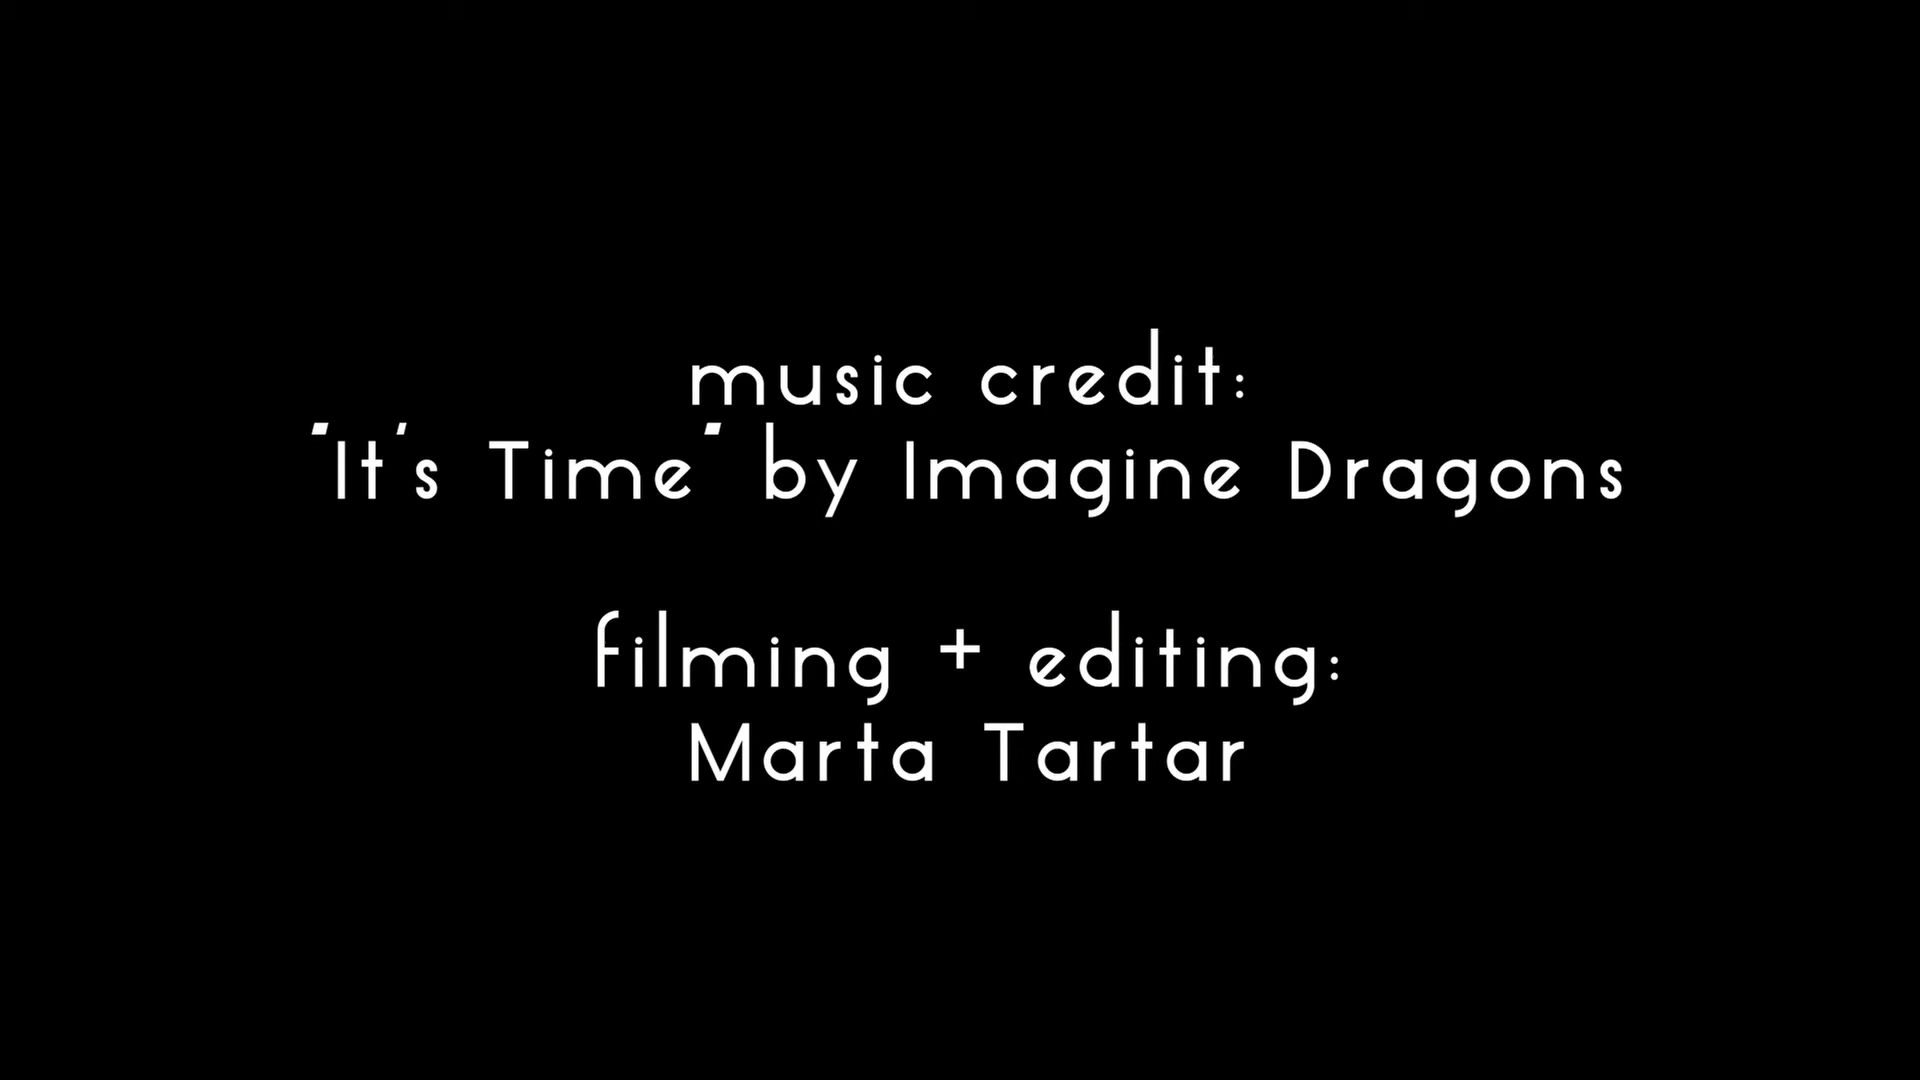 music credit:
"It's Time" by Imagine Dragons
filming + editing:
Marta Tartar